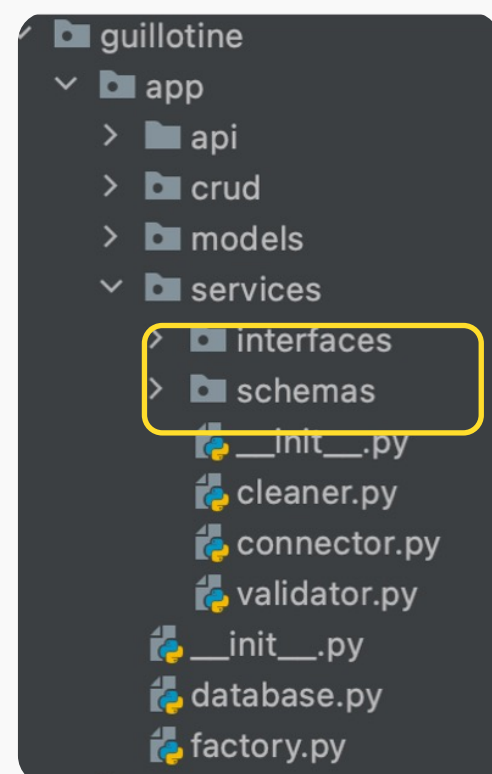 guillotine
app
api
crud
models
services
interfaces
schemas
__init__.py
cleaner.py
connector.py
validator.py
__init__.py
database.py
factory.py